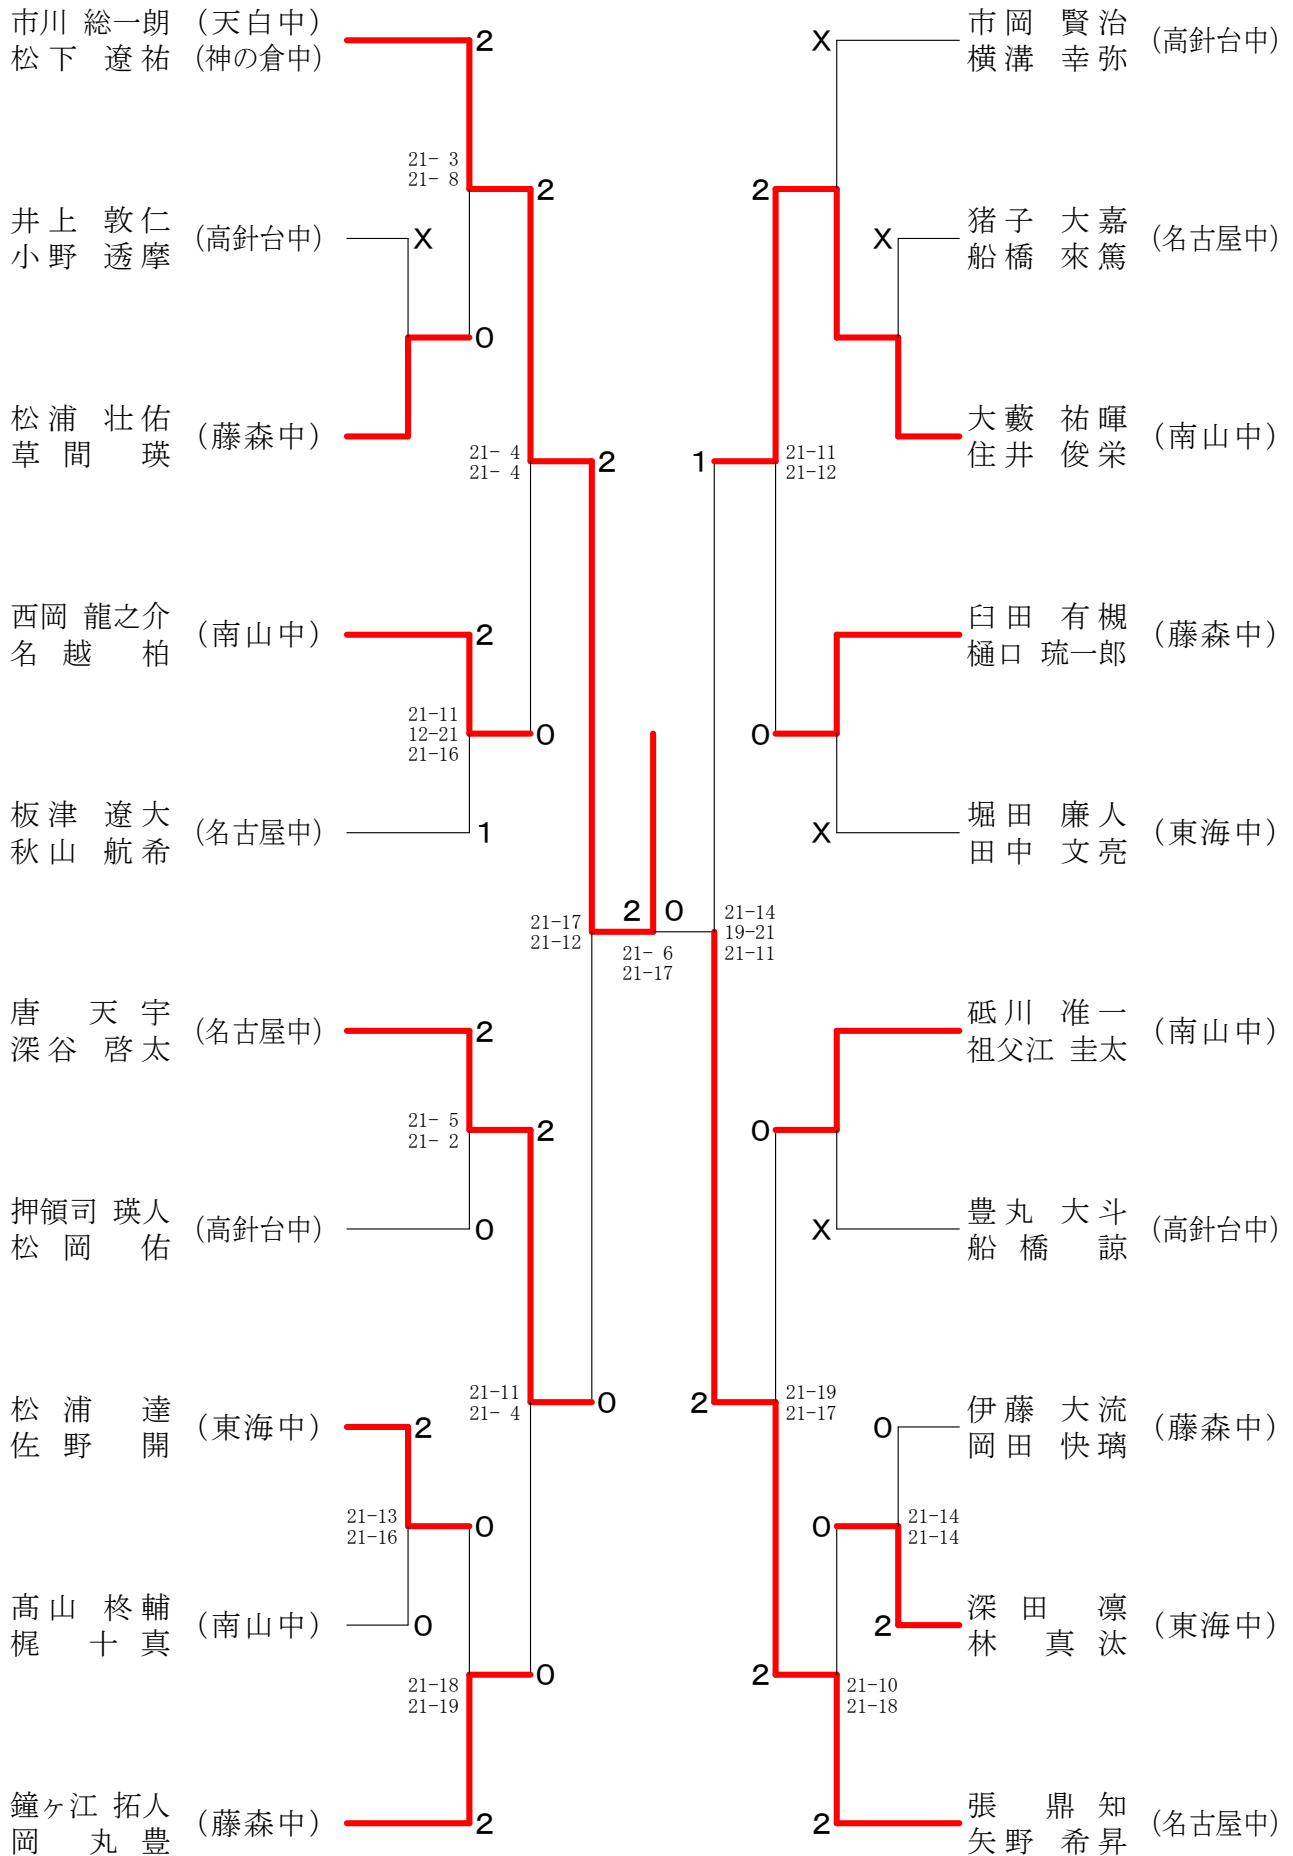 市川 総一朗 (天白中)
松下 遼祐 (神の倉中)
2
21- 3
21- 8
2
井上 敦仁
小野 透摩
(高針台中)
X
0
松浦 壮佑
草間 瑛
(藤森中)
21- 4
21- 4
2
西岡 龍之介
名越 柏
(南山中)
2
21-11
12-21
21-16
0
板津 遼大
秋山 航希
(名古屋中)
1
21-17
21-12
2 0
21- 6
21-17
唐 天宇
深谷 啓太
(名古屋中)
2
21- 5
21- 2
2
押領司 瑛人
松岡 佑
(高針台中)
0
21-11
21- 4
0
松浦 達
佐野 開
(東海中)
2
21-13
21-16
0
髙山 柊輔
梶 十真
(南山中)
0
21-18
21-19
0
鐘ヶ江 拓人
岡 丸豊
(藤森中)
2
X
市岡 賢治
横溝 幸弥
(高針台中)
2
X
猪子 大嘉
船橋 來篤
(名古屋中)
大藪 祐暉
住井 俊栄
(南山中)
1
21-11
21-12
臼田 有槻
樋口 琉一郎
(藤森中)
0
X
堀田 廉人
田中 文亮
(東海中)
21-14
19-21
21-11
砥川 准一
祖父江 圭太
(南山中)
0
X
豊丸 大斗
船橋 諒
(高針台中)
2
21-19
21-17
0
伊藤 大流
岡田 快璃
(藤森中)
0
21-14
21-14
2
深田 凛
林 真汰
(東海中)
2
21-10
21-18
2
張 鼎知
矢野 希昇
(名古屋中)